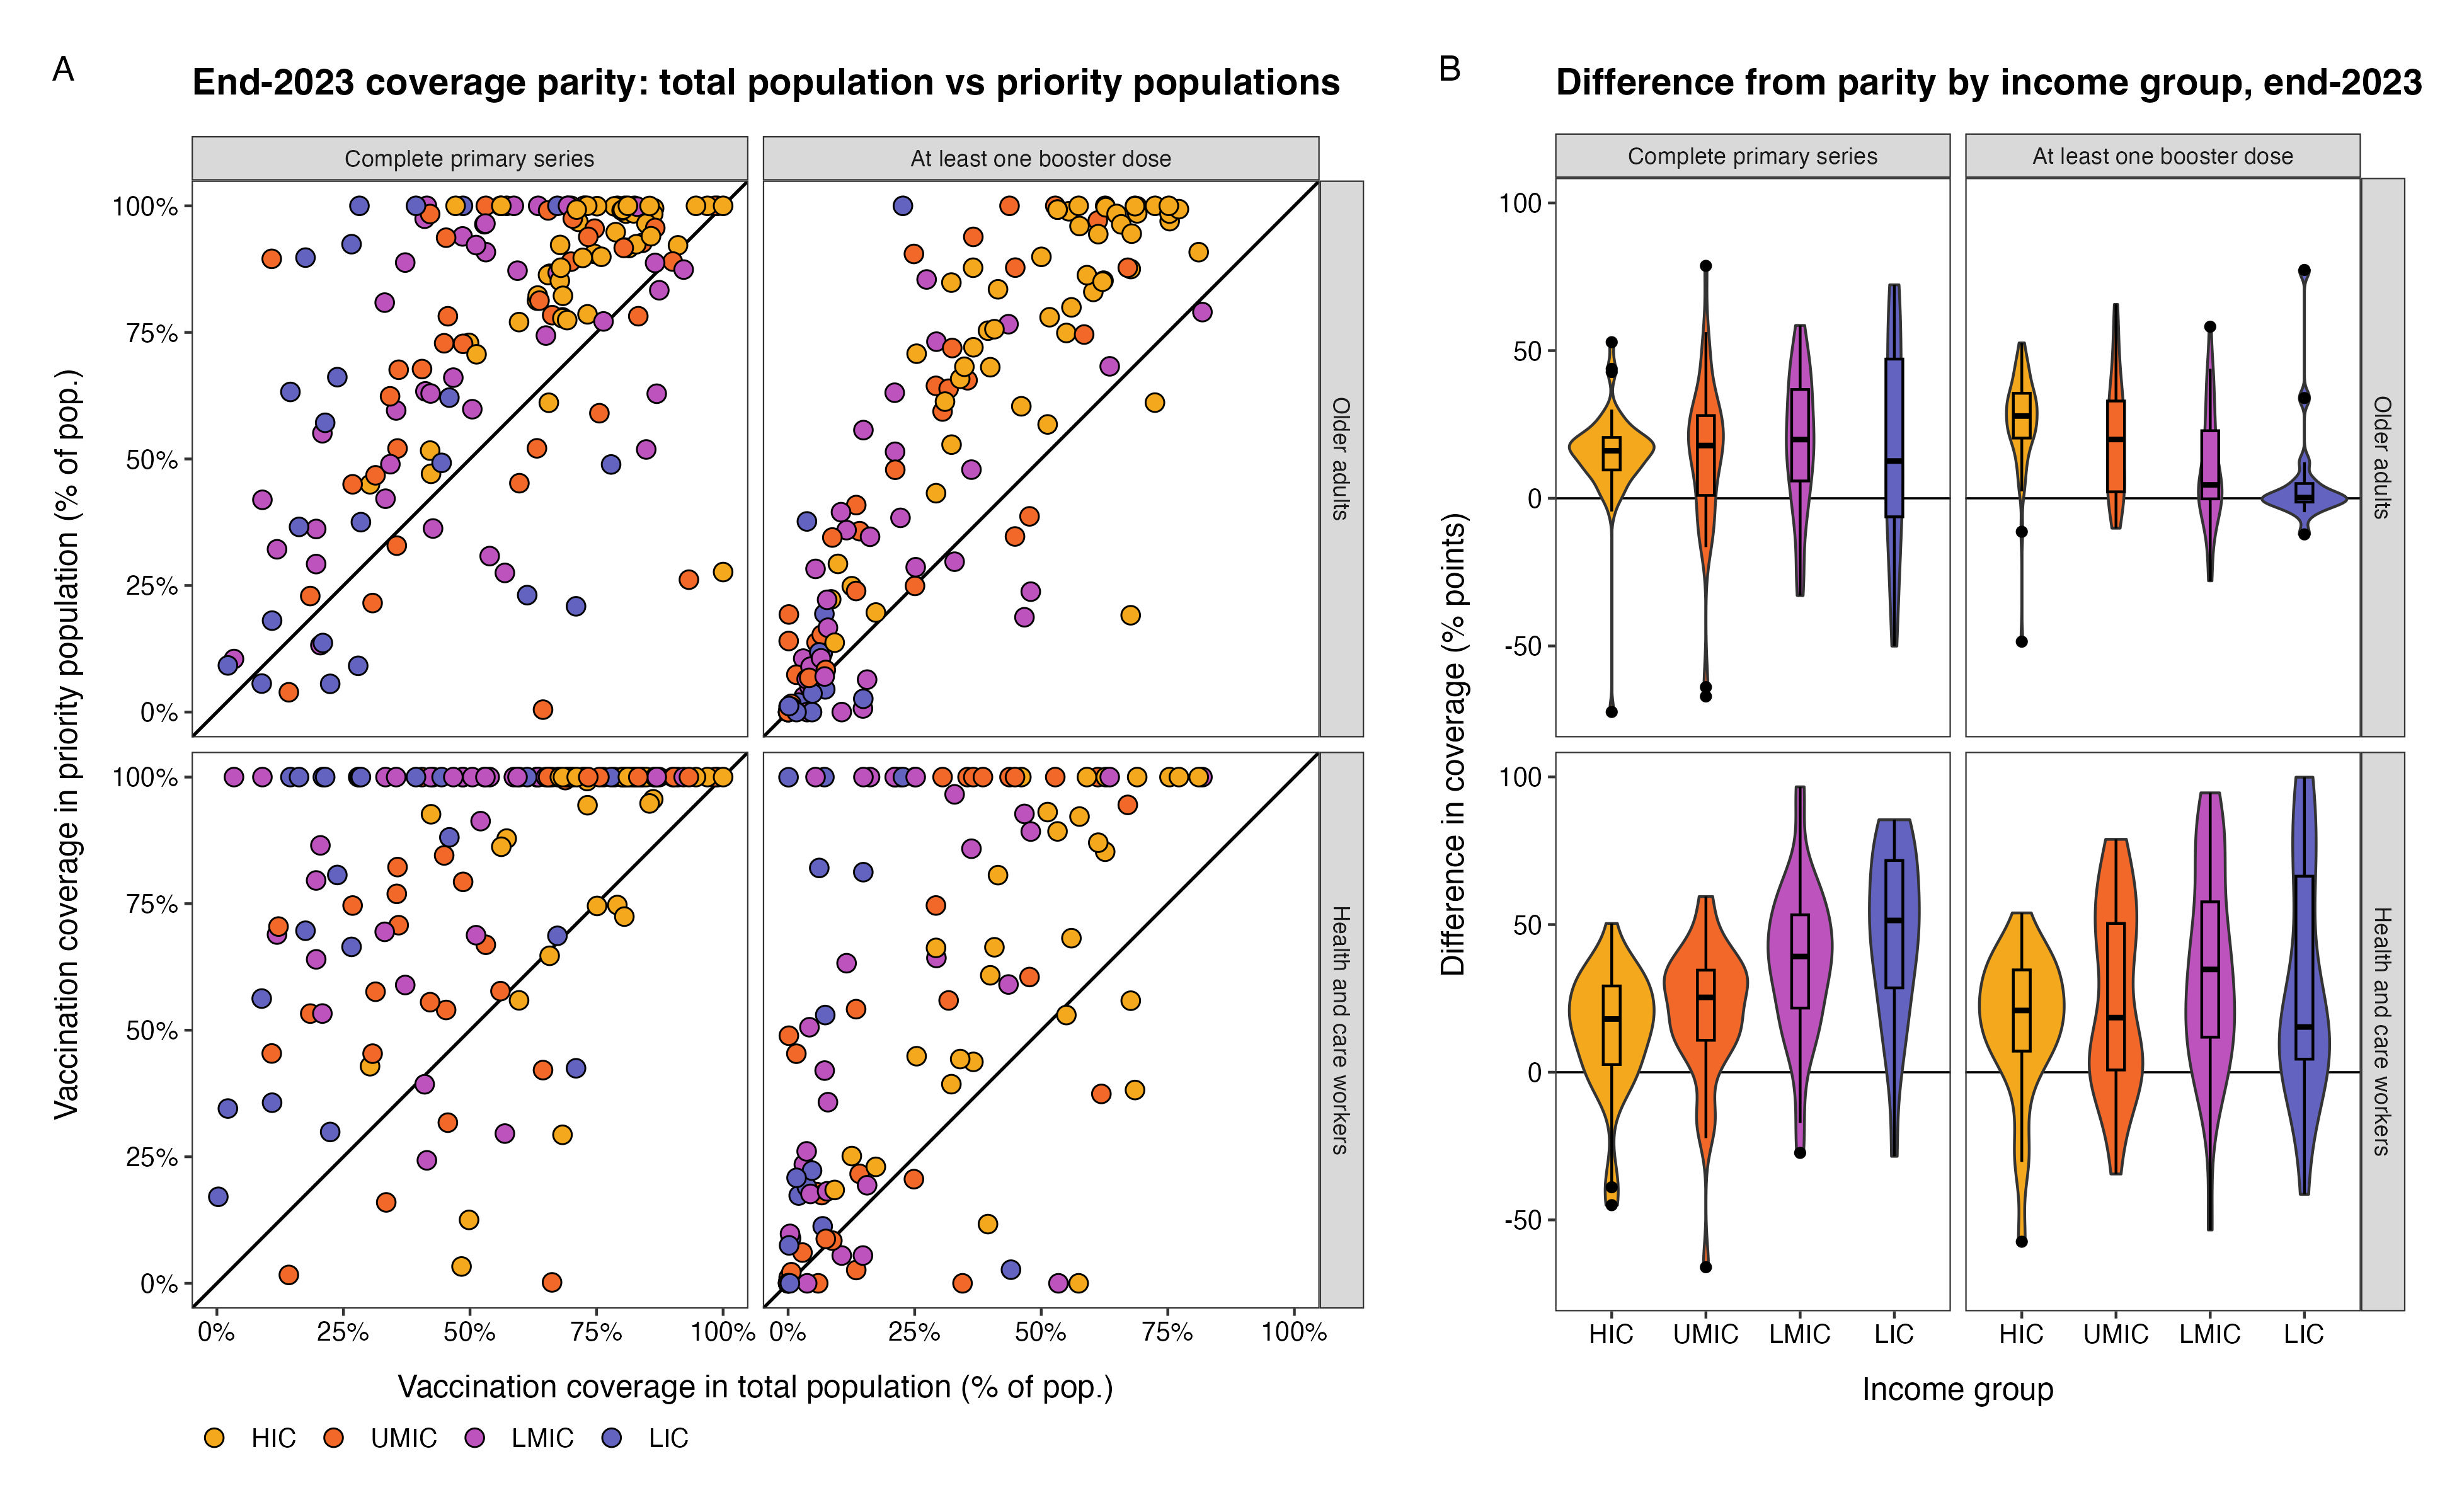 A
End-2023 coverage parity: total population vs priority populations
Complete primary series
At least one booster dose
Vaccination coverage in priority population (% of pop.)
100%
75%
50%
25%
0%
Older adults
100%
75%
50%
25%
0%
Health and care workers
0%
25%
50%
75%
100%
0%
25%
50%
75%
100%
Vaccination coverage in total population (% of pop.)
HIC
UMIC
LMIC
LIC
B
Difference from parity by income group, end-2023
Complete primary series
At least one booster dose
Difference in coverage (% points)
100
50
0
-50
Older adults
100
50
0
-50
Health and care workers
HIC
UMIC
LMIC
LIC
HIC
UMIC
LMIC
LIC
Income group